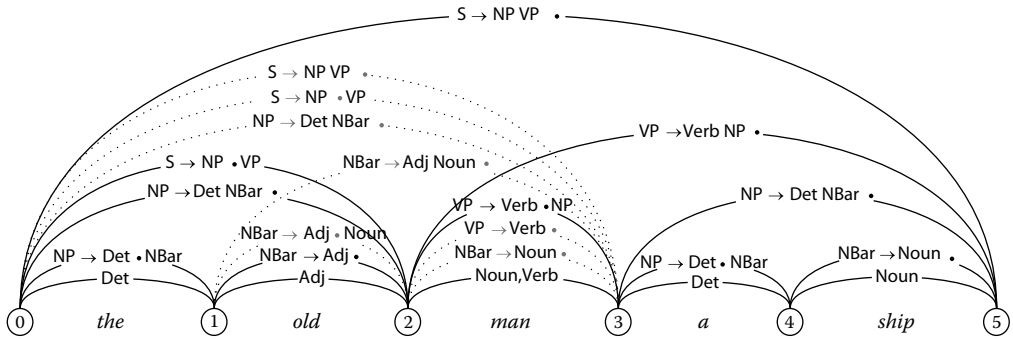 S → NP VP •
S → NP VP •
S → NP • VP
NP → Det NBar •
VP → Verb NP •
S → NP • VP
NBar → Adj Noun •
NP → Det NBar •
NP → Det NBar •
VP → Verb • NP
VP → Verb •
NBar → Adj • Noun
NP → Det • NBar
NBar → Adj •
NBar → Noun •
NP → Det • NBar
NBar → Noun •
Det
Adj
Noun,Verb
Det
Noun
0 the 1 old 2 man 3 a 4 ship 5